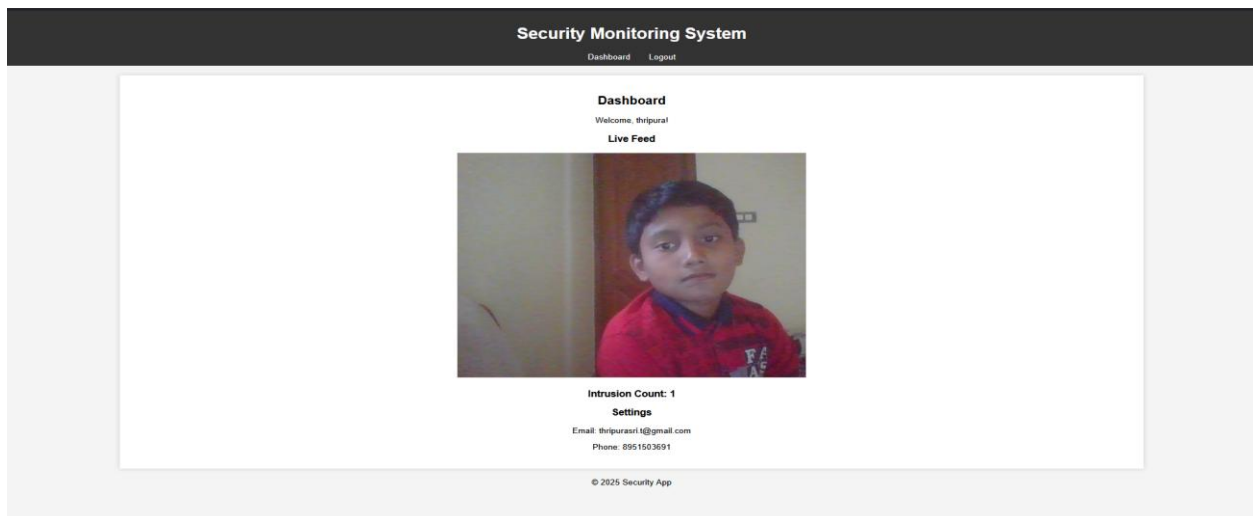 Security Monitoring System
Dashboard Logout
Dashboard
Welcome, thripura!
Live Feed
Intrusion Count: 1
Settings
Email: thripurasri.t@gmail.com
Phone: 8951503691
© 2025 Security App